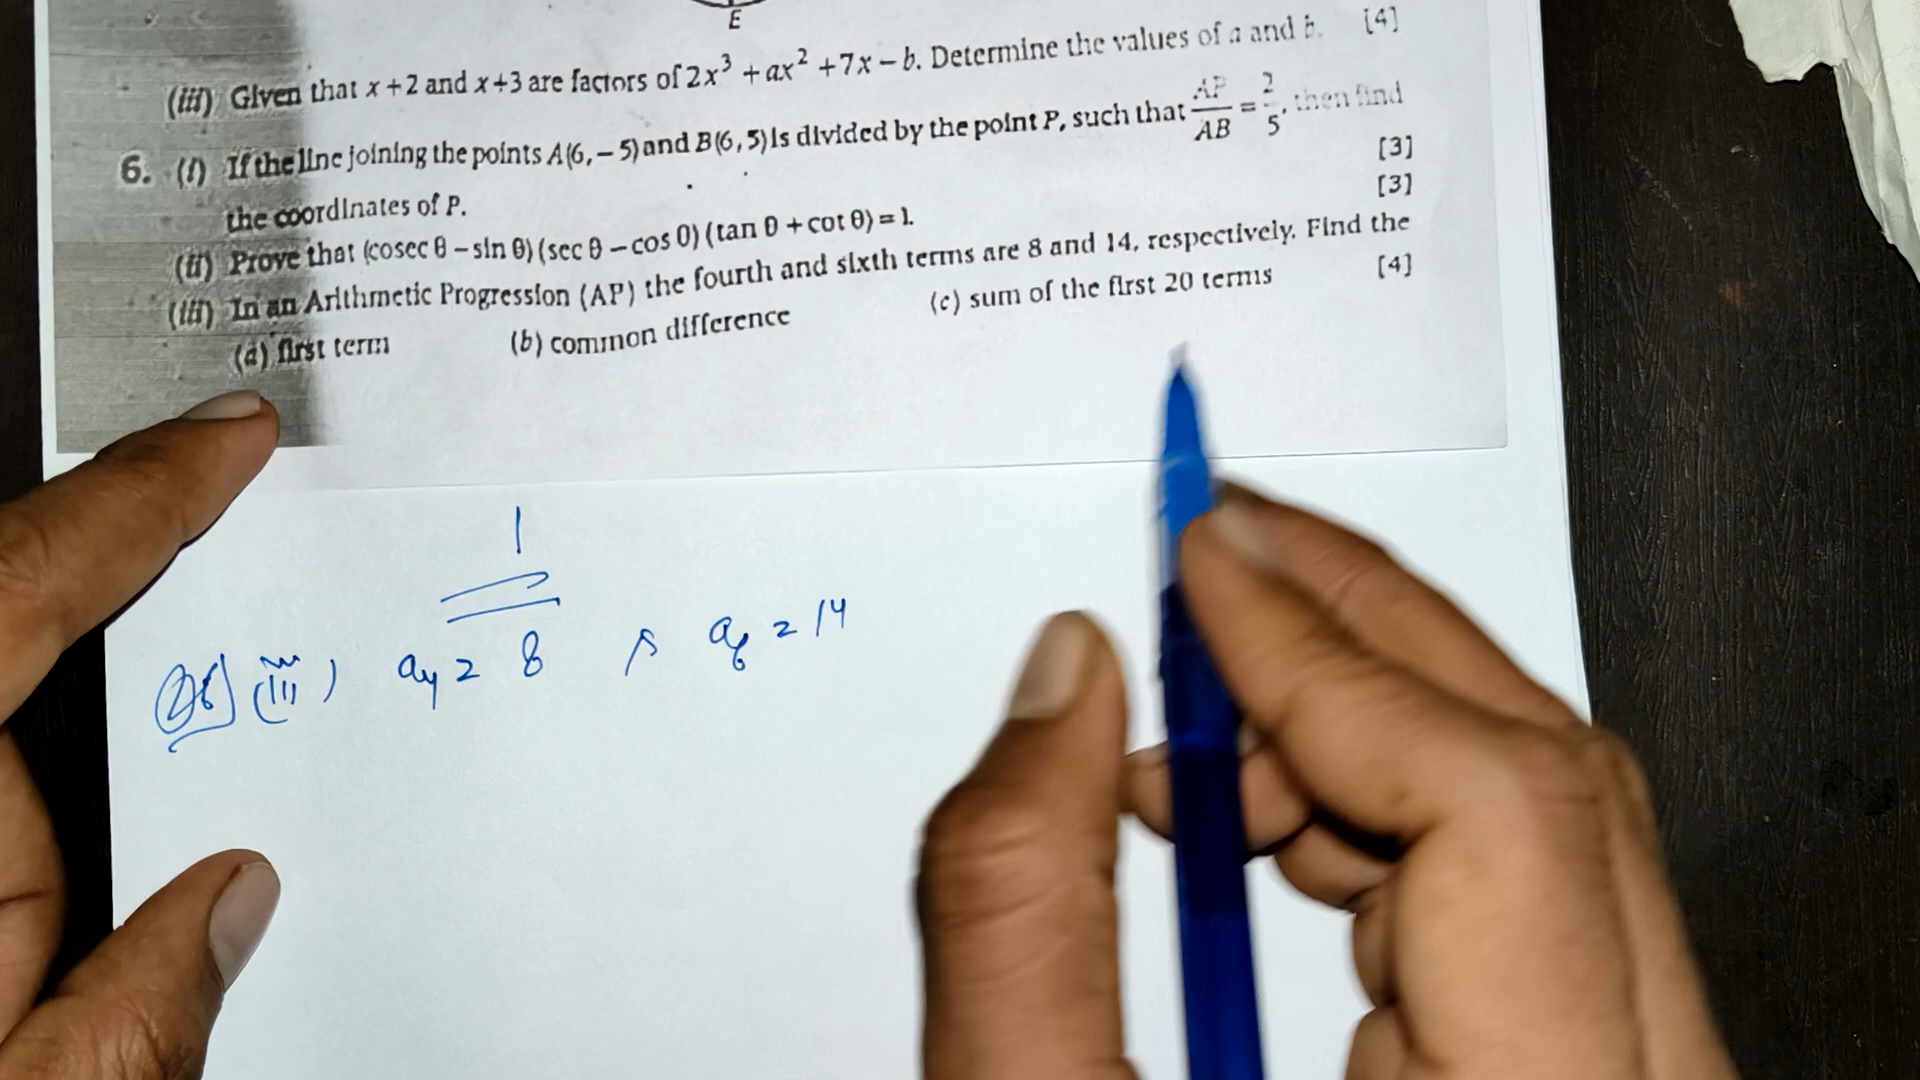 E
(iii) Given that x+2 and x+3 are factors of 2x³ + ax² + 7x − b. Determine the values of a and b. [4]
6. (i) If the line joining the points A(6, − 5) and B(6, 5) is divided by the point P, such that AP/AB = 2/5, then find
the coordinates of P. [3]
(ii) Prove that (cosec θ − sin θ) (sec θ − cos θ) (tan θ + cot θ) = 1. [3]
(iii) In an Arithmetic Progression (AP) the fourth and sixth terms are 8 and 14, respectively. Find the
(a) first term (b) common difference (c) sum of the first 20 terms [4]
1
(iii) a₄ = 8 a₆ = 14